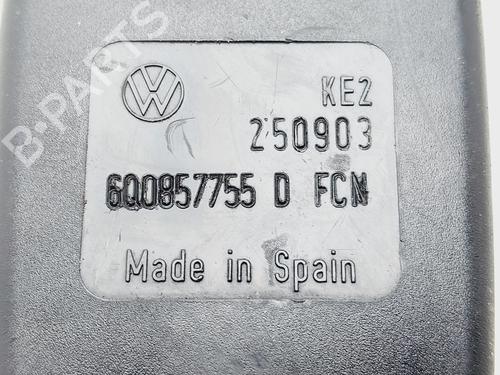 B-PARTS
KE2
250903
6Q0857755 D FCN
Made in Spain